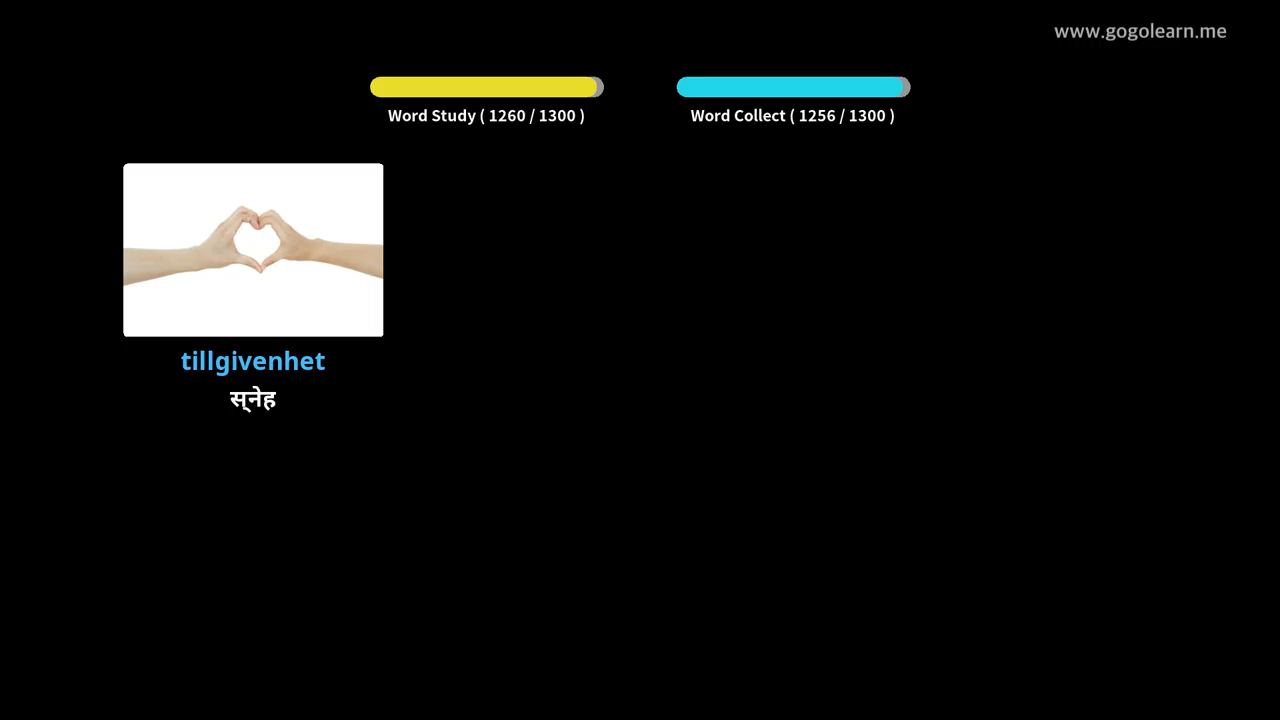 www.gogolearn.me
Word Study ( 1260 / 1300 )
Word Collect ( 1256 / 1300 )
tillgivenhet
स्नेह